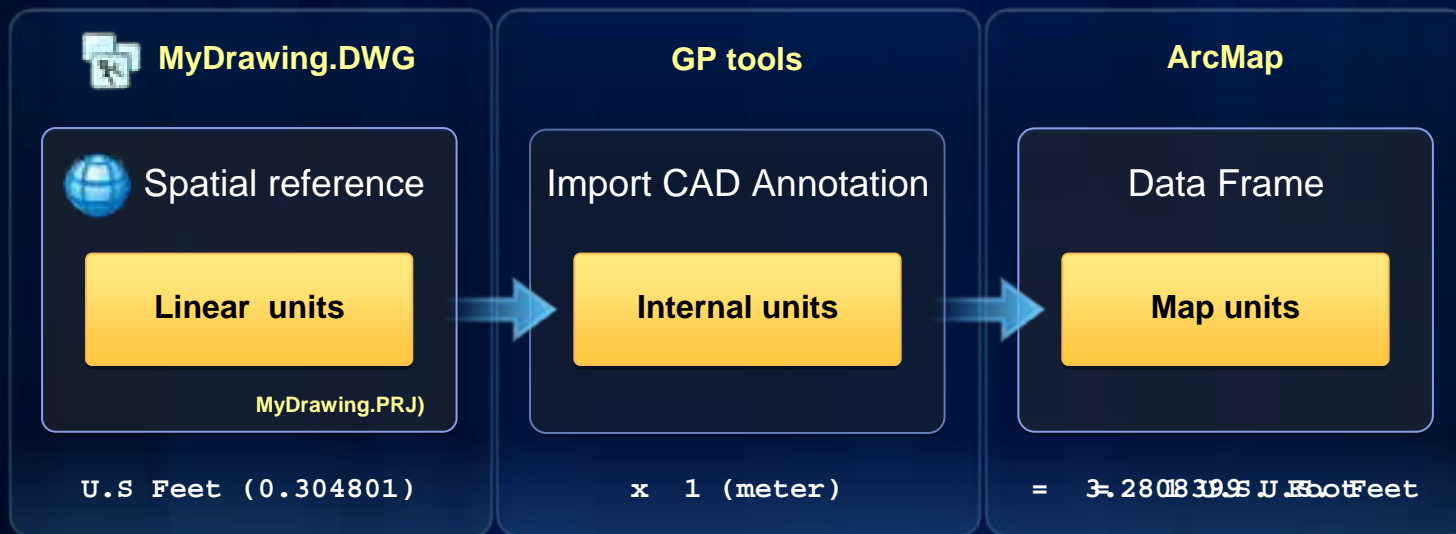 MyDrawing.DWG
Spatial reference
Linear units
MyDrawing.PRJ)
U.S Feet (0.304801)
GP tools
Import CAD Annotation
Internal units
x 1 (meter)
ArcMap
Data Frame
Map units
= Feet